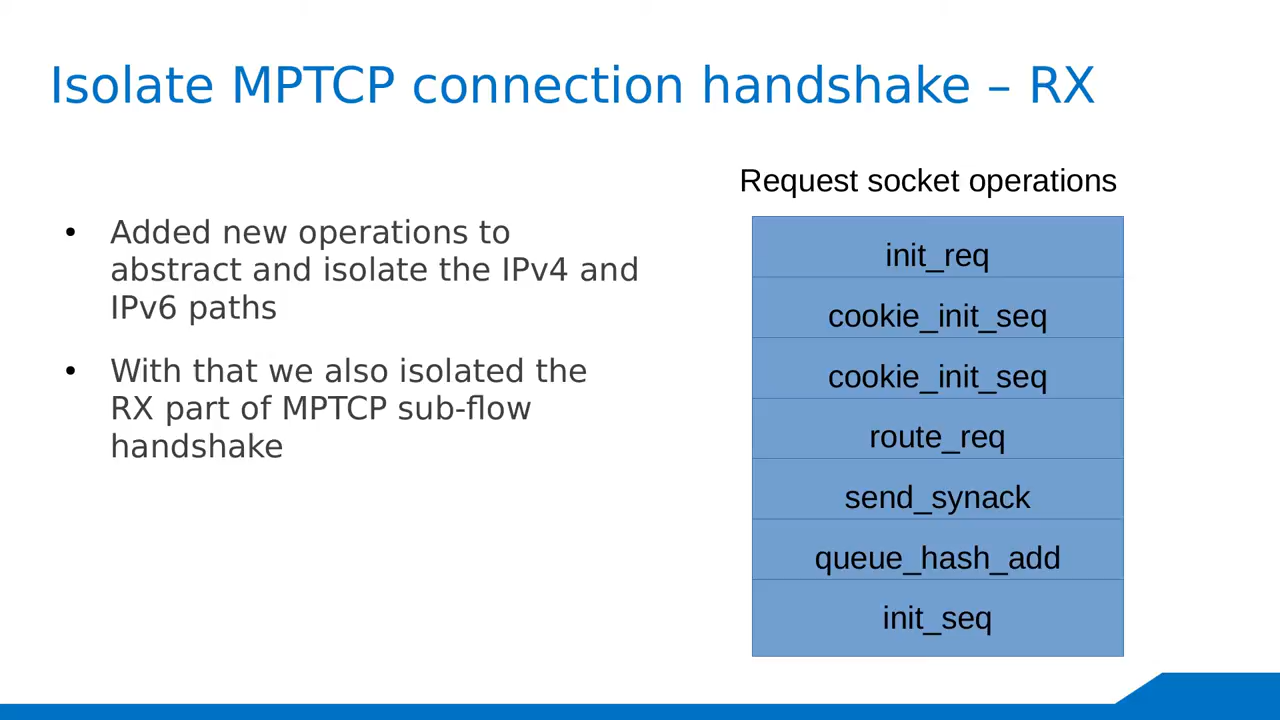 Isolate MPTCP connection handshake – RX
• Added new operations to
abstract and isolate the IPv4 and
IPv6 paths
• With that we also isolated the
RX part of MPTCP sub-flow
handshake
Request socket operations
init_req
cookie_init_seq
cookie_init_seq
route_req
send_synack
queue_hash_add
init_seq